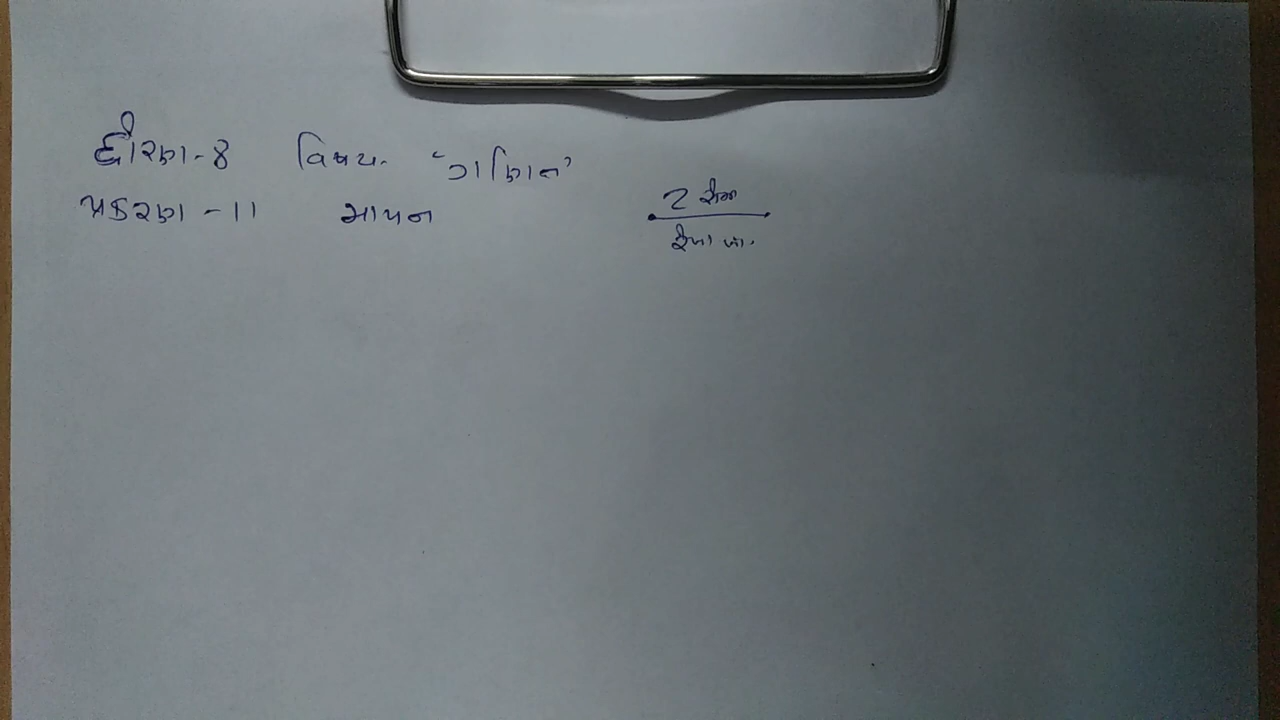 ધોરણ-8 વિષય. ‘ગણિત’
પ્રકરણ-11 માપન
2 સેમ
રેખા ખં.